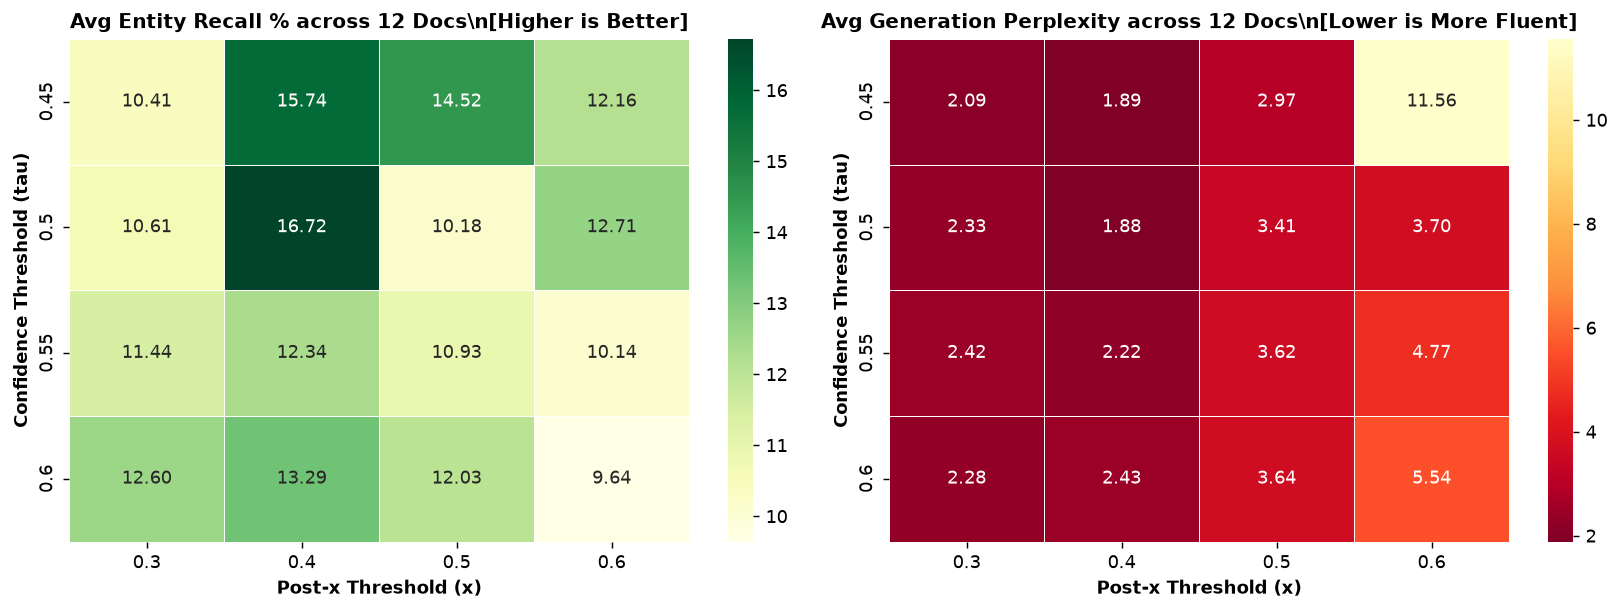 Avg Entity Recall % across 12 Docs\n[Higher is Better]
Confidence Threshold (tau)
0.45
10.41 15.74 14.52 12.16
0.5
10.61 16.72 10.18 12.71
0.55
11.44 12.34 10.93 10.14
0.6
12.60 13.29 12.03 9.64
0.3 0.4 0.5 0.6
Post-x Threshold (x)
16
15
14
13
12
11
10
Avg Generation Perplexity across 12 Docs\n[Lower is More Fluent]
Confidence Threshold (tau)
0.45
2.09 1.89 2.97 11.56
0.5
2.33 1.88 3.41 3.70
0.55
2.42 2.22 3.62 4.77
0.6
2.28 2.43 3.64 5.54
0.3 0.4 0.5 0.6
Post-x Threshold (x)
10
8
6
4
2